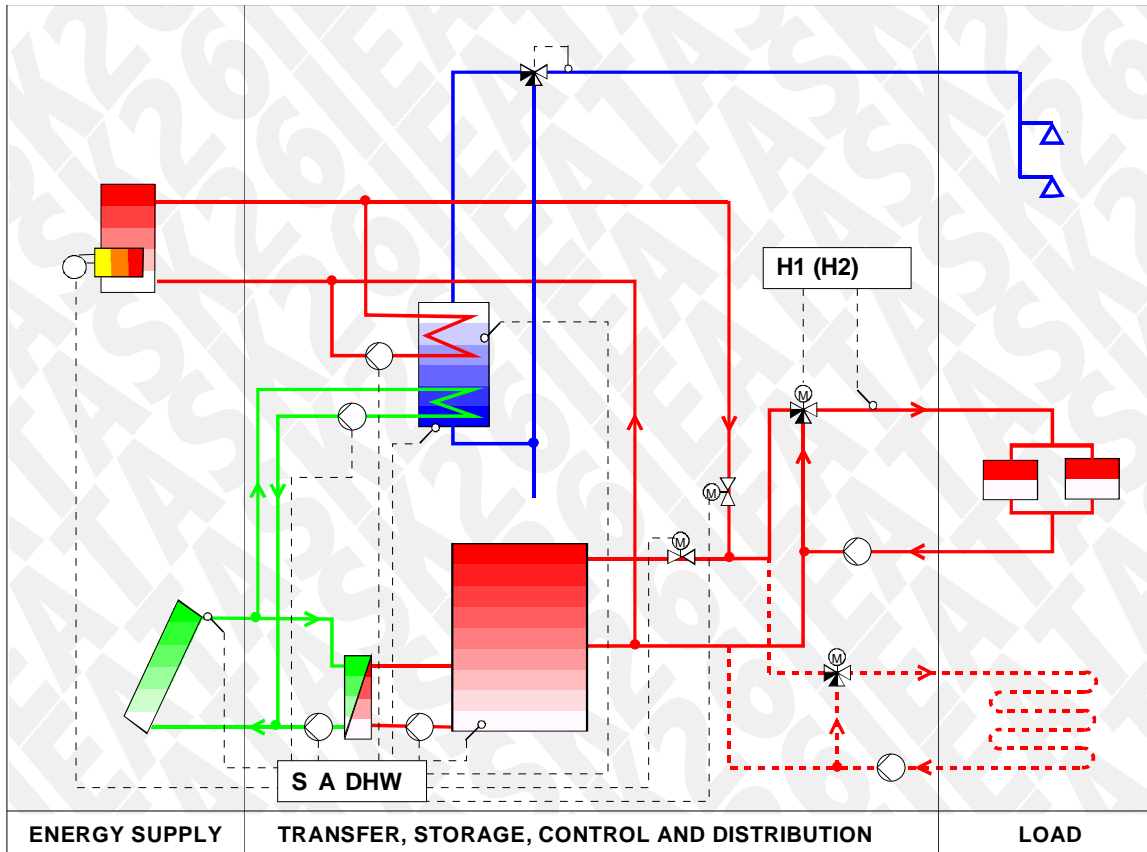 H1 (H2)
M
M
M
M
S A DHW
ENERGY SUPPLY
TRANSFER, STORAGE, CONTROL AND DISTRIBUTION
LOAD